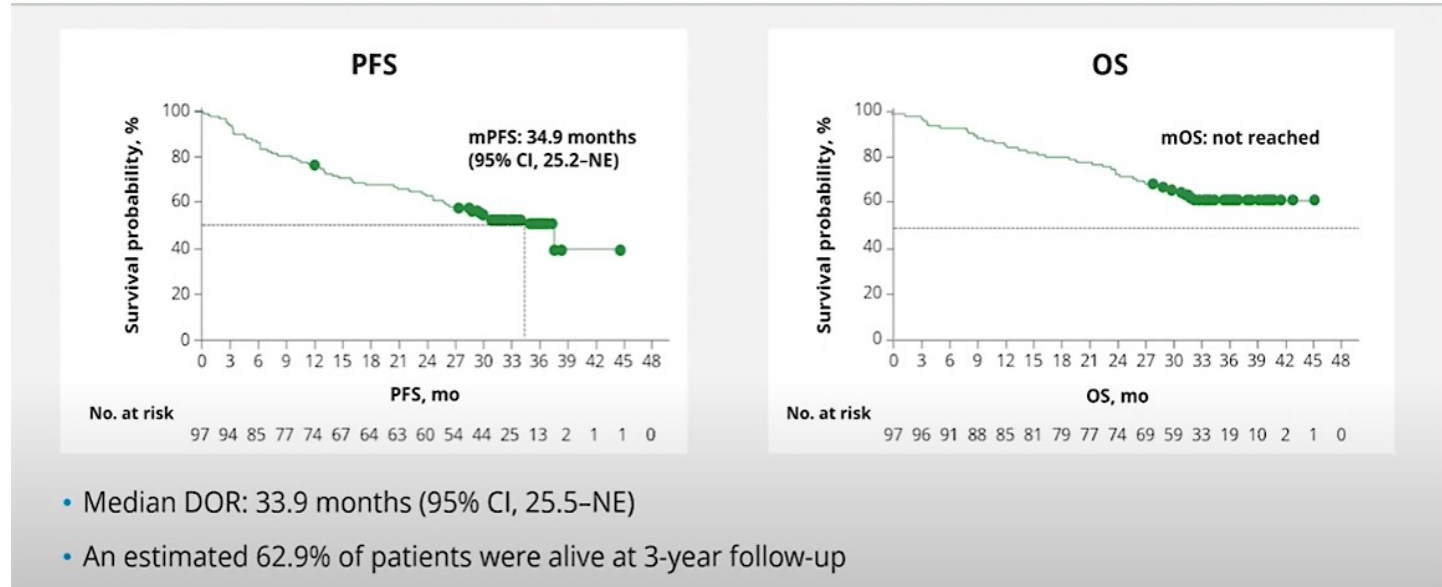 PFS
100
80
60
40
20
0
Survival probability, %
mPFS: 34.9 months
(95% CI, 25.2–NE)
0 3 6 9 12 15 18 21 24 27 30 33 36 39 42 45 48
PFS, mo
No. at risk
97 94 85 77 74 67 64 63 60 54 44 25 13 2 1 1 0
OS
100
80
60
40
20
0
Survival probability, %
mOS: not reached
0 3 6 9 12 15 18 21 24 27 30 33 36 39 42 45 48
OS, mo
No. at risk
97 96 91 88 85 81 79 77 74 69 59 33 19 10 2 1 0
• Median DOR: 33.9 months (95% CI, 25.5–NE)
• An estimated 62.9% of patients were alive at 3-year follow-up